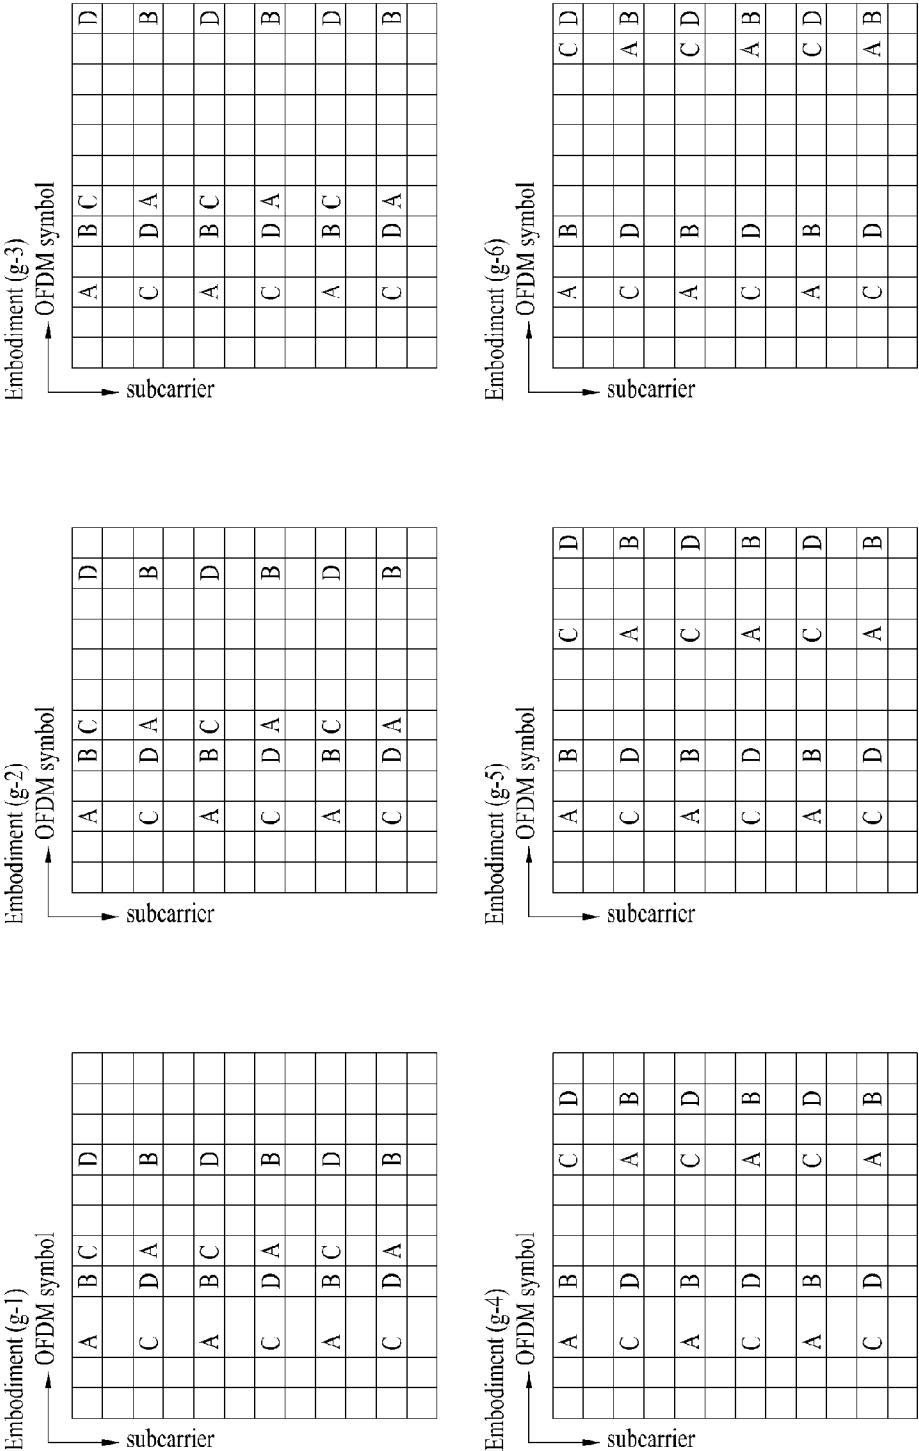 Embodiment (g-1)
OFDM symbol
subcarrier
A B C D
C D A B
A B C D
C D A B
A B C D
C D A B
Embodiment (g-2)
OFDM symbol
subcarrier
A B C D
C D A B
A B C D
C D A B
A B C D
C D A B
Embodiment (g-3)
OFDM symbol
subcarrier
A B C D
C D A B
A B C D
C D A B
A B C D
C D A B
Embodiment (g-4)
OFDM symbol
subcarrier
A B C D
C D A B
A B C D
C D A B
A B C D
C D A B
Embodiment (g-5)
OFDM symbol
subcarrier
A B C D
C D A B
A B C D
C D A B
A B C D
C D A B
Embodiment (g-6)
OFDM symbol
subcarrier
A B C D
C D A B
A B C D
C D A B
A B C D
C D A B